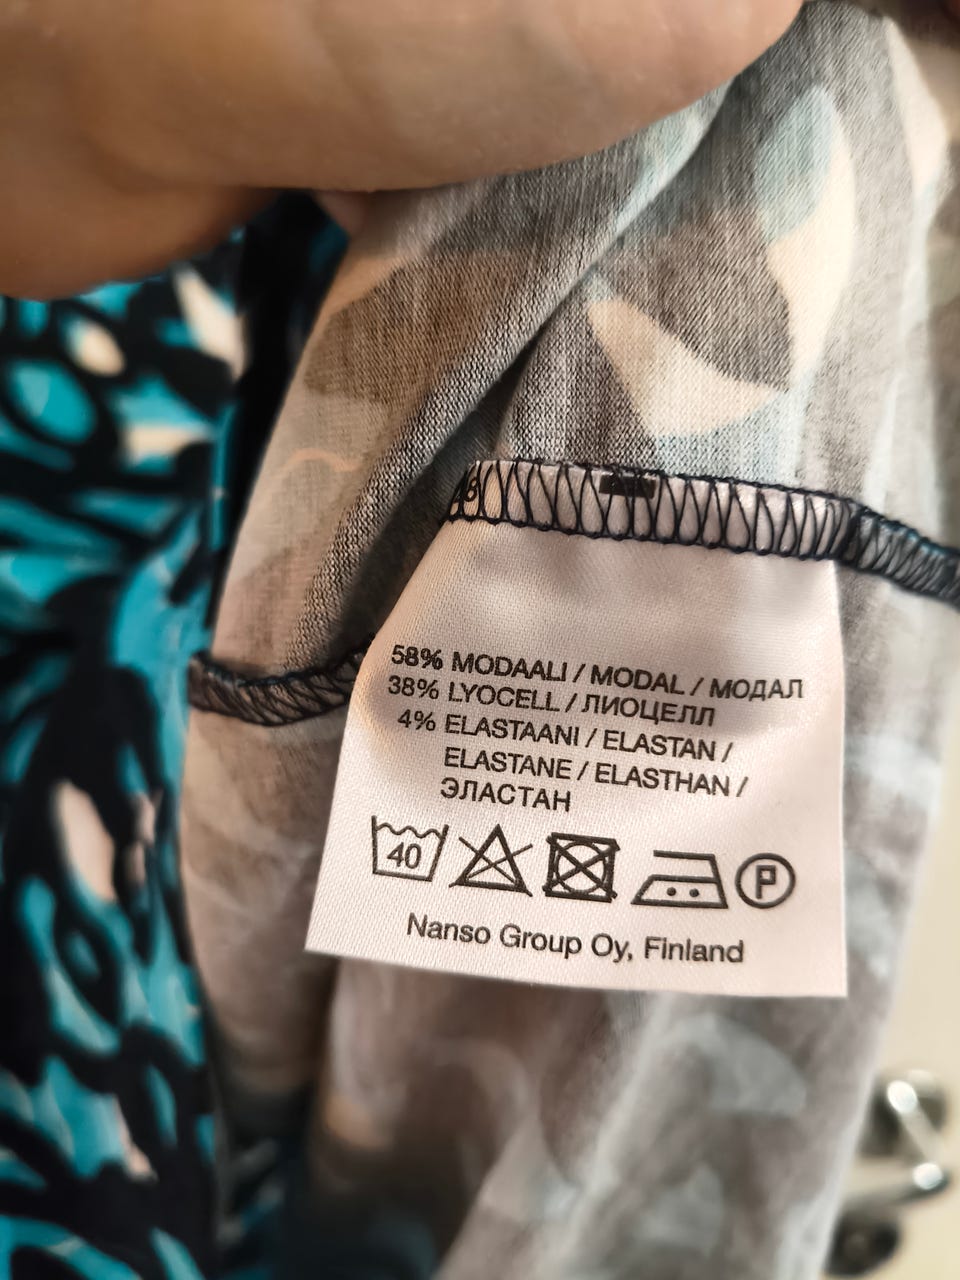 58% MODAALI / MODAL / МОДАЛ
38% LYOCELL / ЛИОЦЕЛЛ
4% ELASTAANI / ELASTAN /
ELASTANE / ELASTHAN /
ЭЛАСТАН
40 P
Nanso Group Oy, Finland